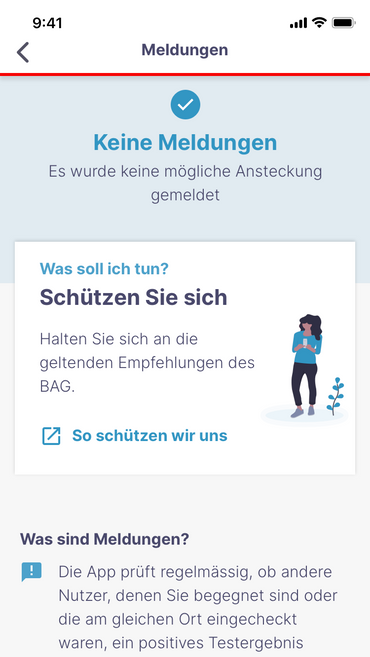 9:41
Meldungen
Keine Meldungen
Es wurde keine mögliche Ansteckung
gemeldet
Was soll ich tun?
Schützen Sie sich
Halten Sie sich an die
geltenden Empfehlungen des
BAG.
So schützen wir uns
Was sind Meldungen?
Die App prüft regelmässig, ob andere
Nutzer, denen Sie begegnet sind oder
die am gleichen Ort eingecheckt
waren, ein positives Testergebnis